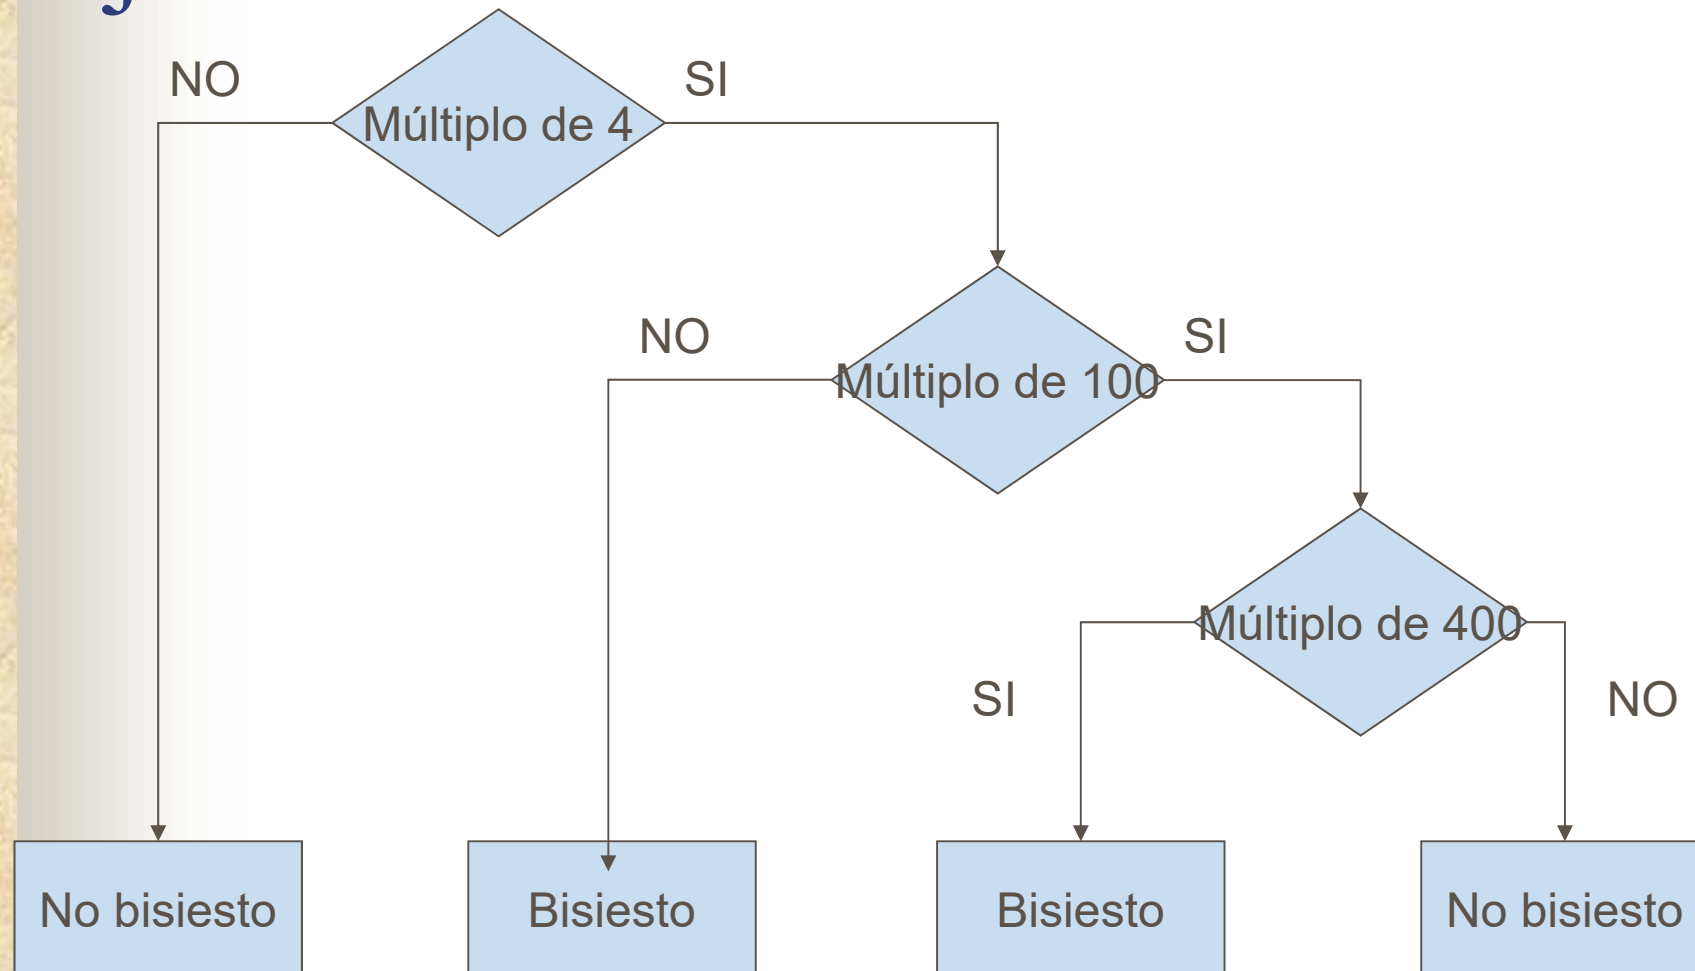 NO
SI
Múltiplo de 4
NO
SI
Múltiplo de 100
Múltiplo de 400
SI
NO
No bisiesto
Bisiesto
Bisiesto
No bisiesto